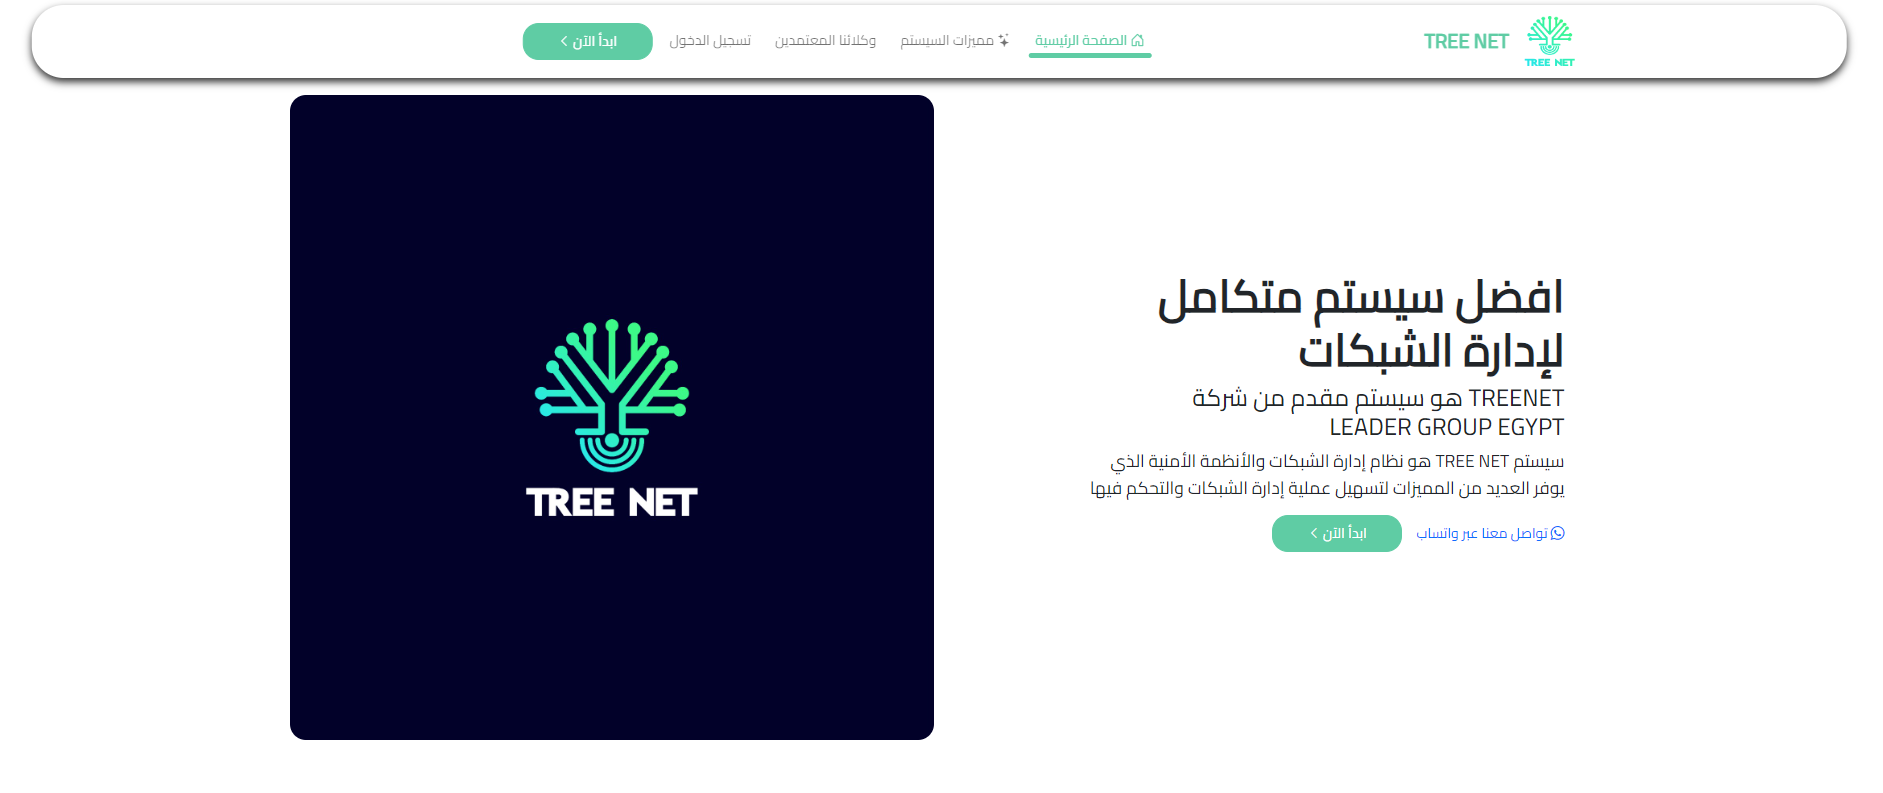 TREE NET
TREE NET
الصفحة الرئيسية
مميزات السيستم
وكلائنا المعتمدين
تسجيل الدخول
ابدأ الآن
افضل سيستم متكامل
لإدارة الشبكات
TREENET هو سيستم مقدم من شركة
LEADER GROUP EGYPT
سيستم TREE NET هو نظام إدارة الشبكات والأنظمة الأمنية الذي
يوفر العديد من المميزات لتسهيل عملية إدارة الشبكات والتحكم فيها
تواصل معنا عبر واتساب
ابدأ الآن
TREE NET